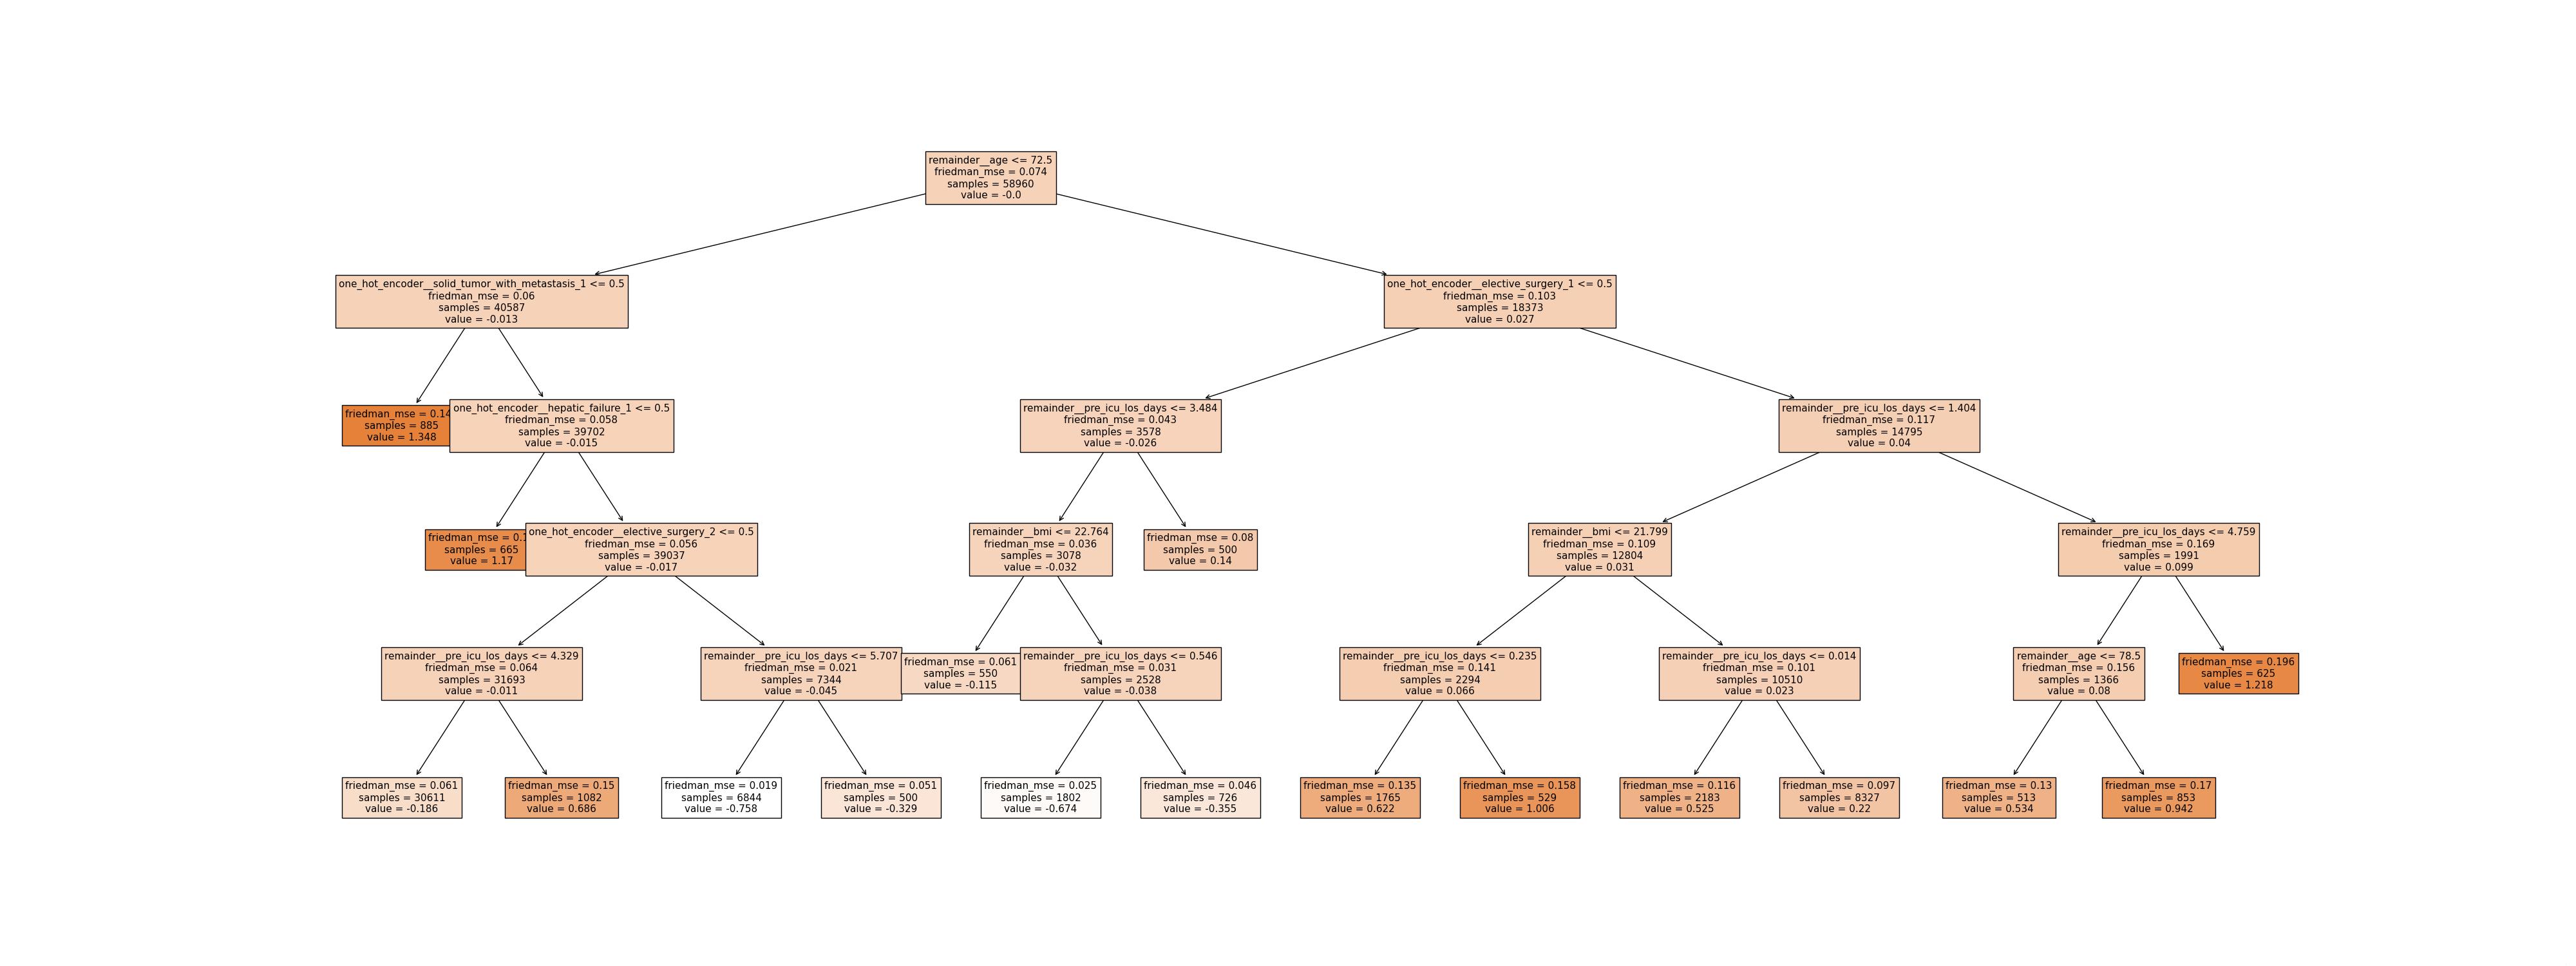 remainder__age <= 72.5
friedman_mse = 0.074
samples = 58960
value = -0.0
one_hot_encoder__solid_tumor_with_metastasis_1 <= 0.5
friedman_mse = 0.06
samples = 40587
value = -0.013
one_hot_encoder__elective_surgery_1 <= 0.5
friedman_mse = 0.103
samples = 18373
value = 0.027
friedman_mse = 0.14
samples = 885
value = 1.348
one_hot_encoder__hepatic_failure_1 <= 0.5
friedman_mse = 0.058
samples = 39702
value = -0.015
remainder__pre_icu_los_days <= 3.484
friedman_mse = 0.043
samples = 3578
value = -0.026
remainder__pre_icu_los_days <= 1.404
friedman_mse = 0.117
samples = 14795
value = 0.04
friedman_mse =
samples = 665
value = 1.17
one_hot_encoder__elective_surgery_2 <= 0.5
friedman_mse = 0.056
samples = 39037
value = -0.017
remainder__bmi <= 22.764
friedman_mse = 0.036
samples = 3078
value = -0.032
friedman_mse = 0.08
samples = 500
value = 0.14
remainder__bmi <= 21.799
friedman_mse = 0.109
samples = 12804
value = 0.031
remainder__pre_icu_los_days <= 4.759
friedman_mse = 0.169
samples = 1991
value = 0.099
remainder__pre_icu_los_days <= 4.329
friedman_mse = 0.064
samples = 31693
value = -0.011
remainder__pre_icu_los_days <= 5.707
friedman_mse = 0.021
samples = 7344
value = -0.045
friedman_mse = 0.061
samples = 550
value = -0.115
remainder__pre_icu_los_days <= 0.546
friedman_mse = 0.031
samples = 2528
value = -0.038
remainder__pre_icu_los_days <= 0.235
friedman_mse = 0.141
samples = 2294
value = 0.066
remainder__pre_icu_los_days <= 0.014
friedman_mse = 0.101
samples = 10510
value = 0.023
remainder__age <= 78.5
friedman_mse = 0.156
samples = 1366
value = 0.08
friedman_mse = 0.196
samples = 625
value = 1.218
friedman_mse = 0.061
samples = 30611
value = -0.186
friedman_mse = 0.15
samples = 1082
value = 0.686
friedman_mse = 0.019
samples = 6844
value = -0.758
friedman_mse = 0.051
samples = 500
value = -0.329
friedman_mse = 0.025
samples = 1802
value = -0.674
friedman_mse = 0.046
samples = 726
value = -0.355
friedman_mse = 0.135
samples = 1765
value = 0.622
friedman_mse = 0.158
samples = 529
value = 1.006
friedman_mse = 0.116
samples = 2183
value = 0.525
friedman_mse = 0.097
samples = 8327
value = 0.22
friedman_mse = 0.13
samples = 513
value = 0.534
friedman_mse = 0.17
samples = 853
value = 0.942